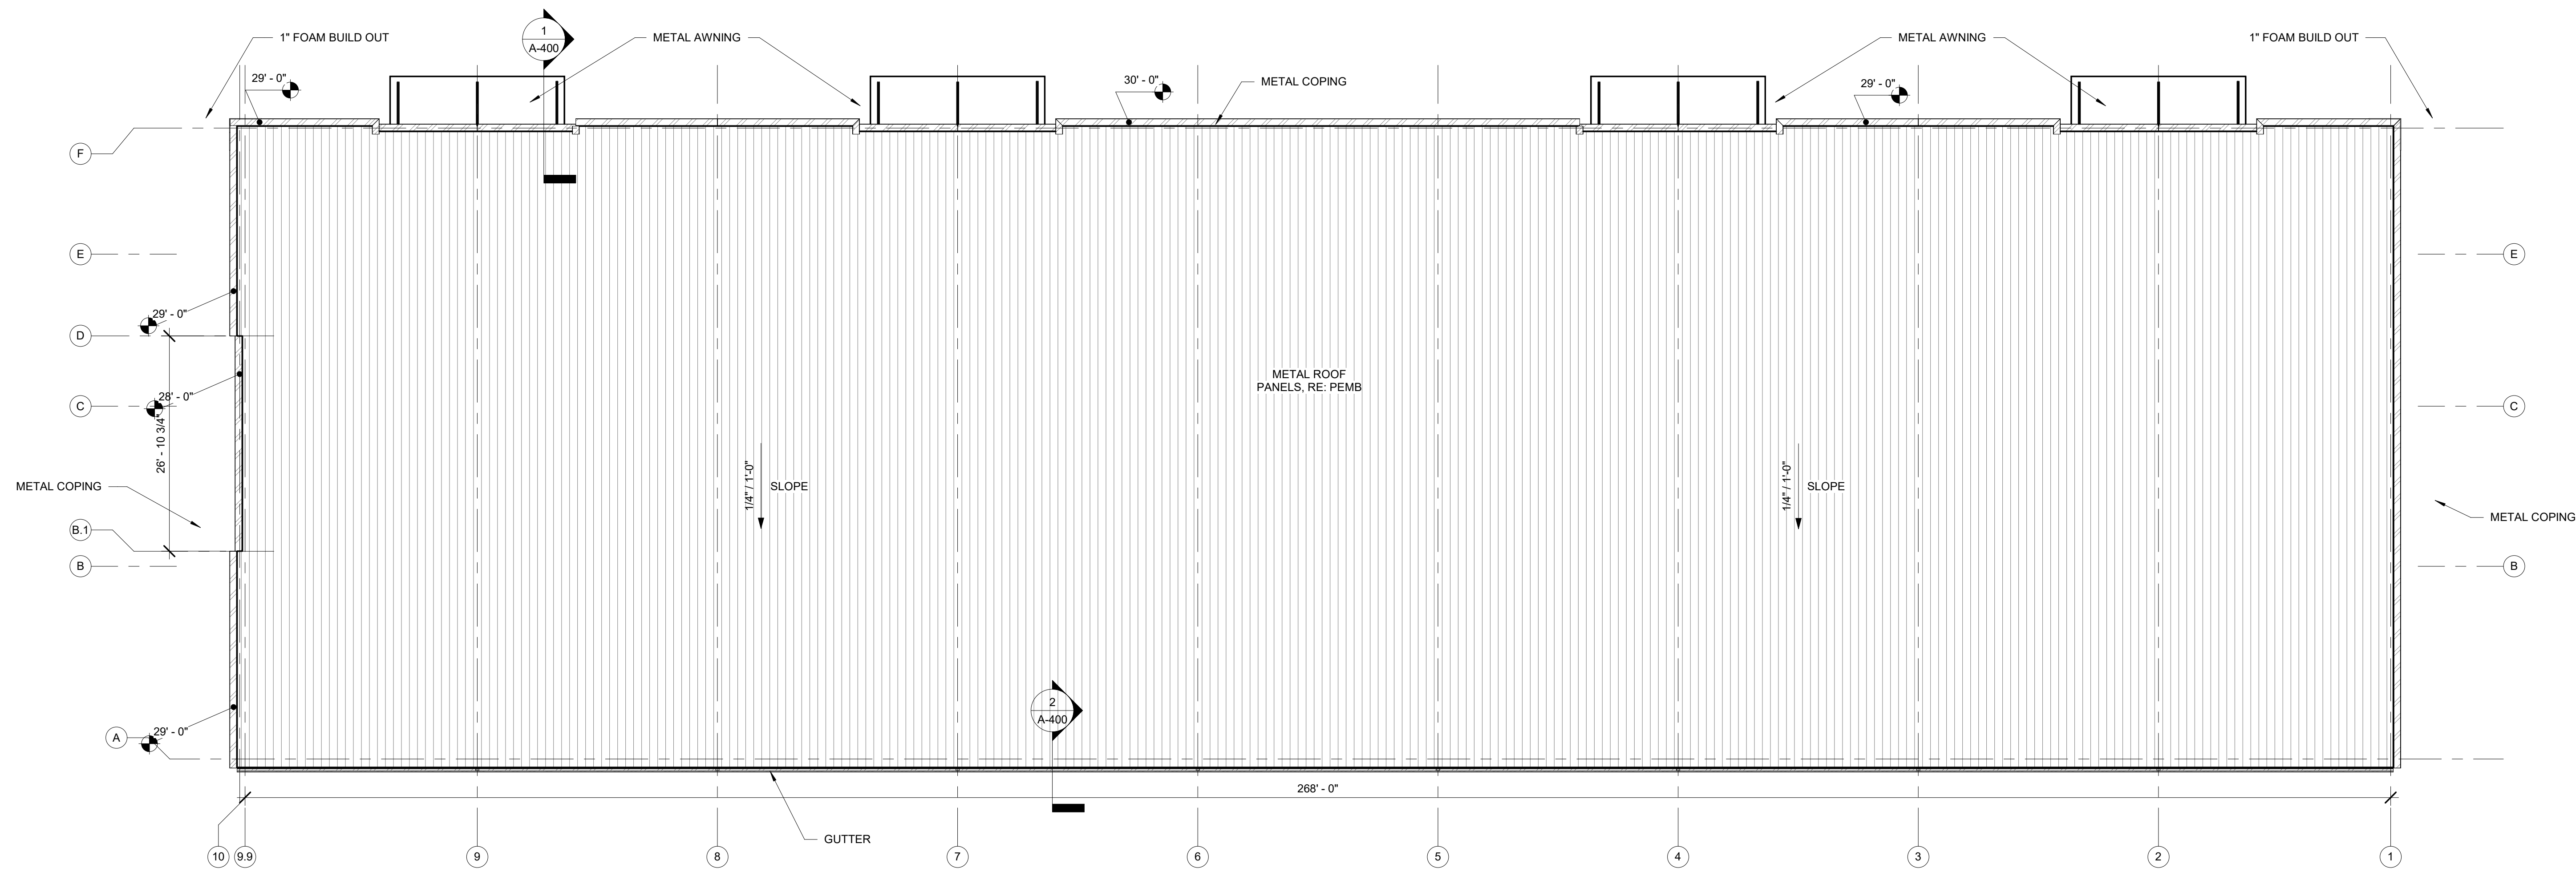 1" FOAM BUILD OUT
1
A-400
METAL AWNING
METAL AWNING
1" FOAM BUILD OUT
29' - 0"
30' - 0"
METAL COPING
29' - 0"
F
E
E
29' - 0"
D
METAL ROOF
PANELS, RE: PEMB
28' - 0"
C
C
26' - 10 3/4"
METAL COPING
1/4" / 1'-0"
SLOPE
1/4" / 1'-0"
SLOPE
METAL COPING
B.1
B
B
2
A-400
29' - 0"
A
268' - 0"
GUTTER
10
9.9
9
8
7
6
5
4
3
2
1